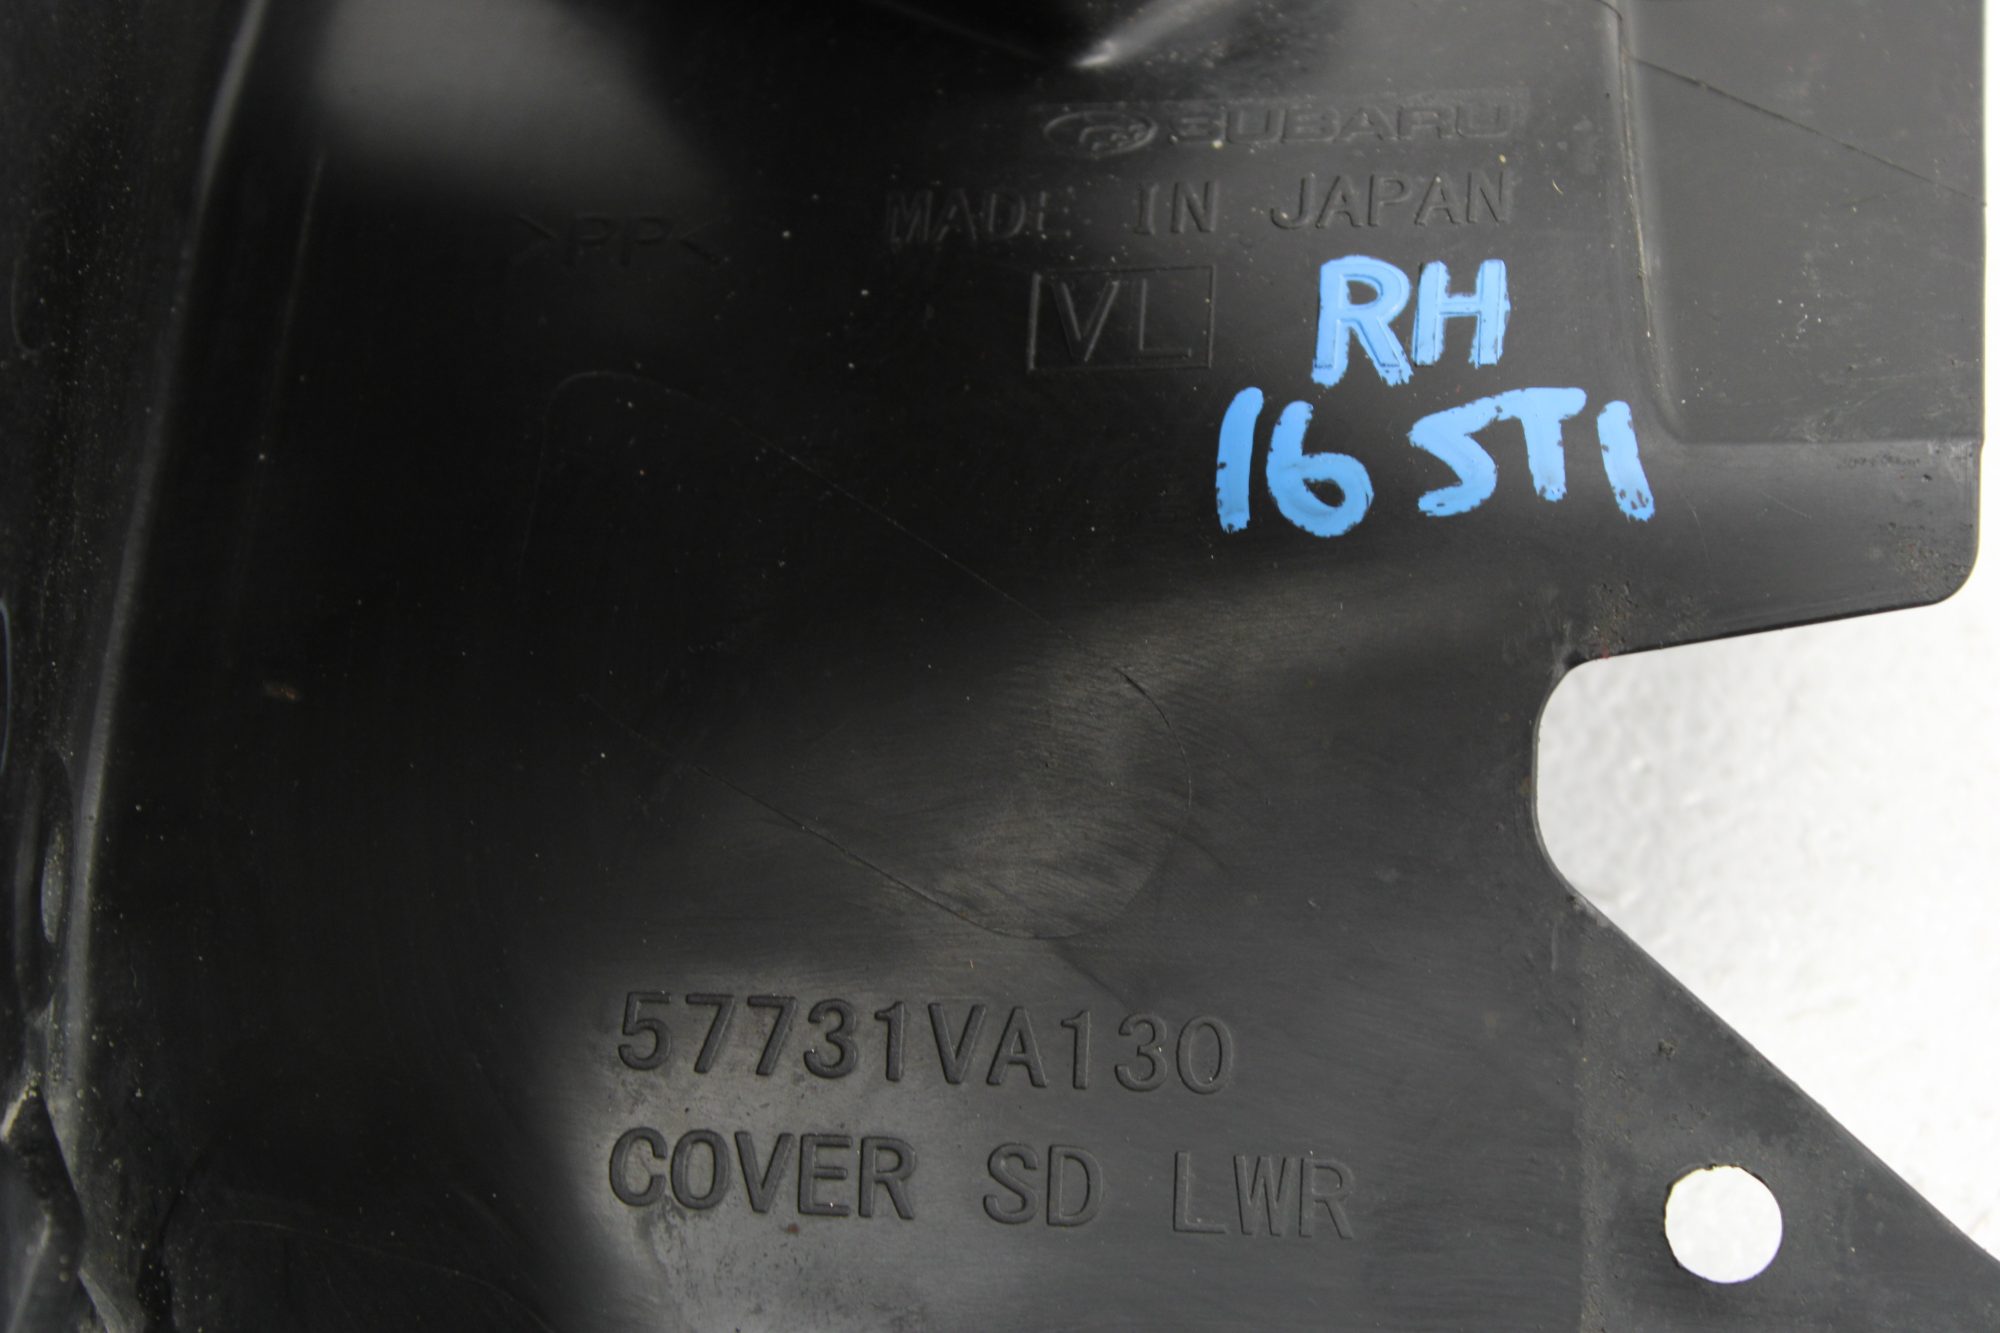 SUBARU
MADE IN JAPAN
>PP<
VL RH
16 STI
57731VA130
COVER SD LWR